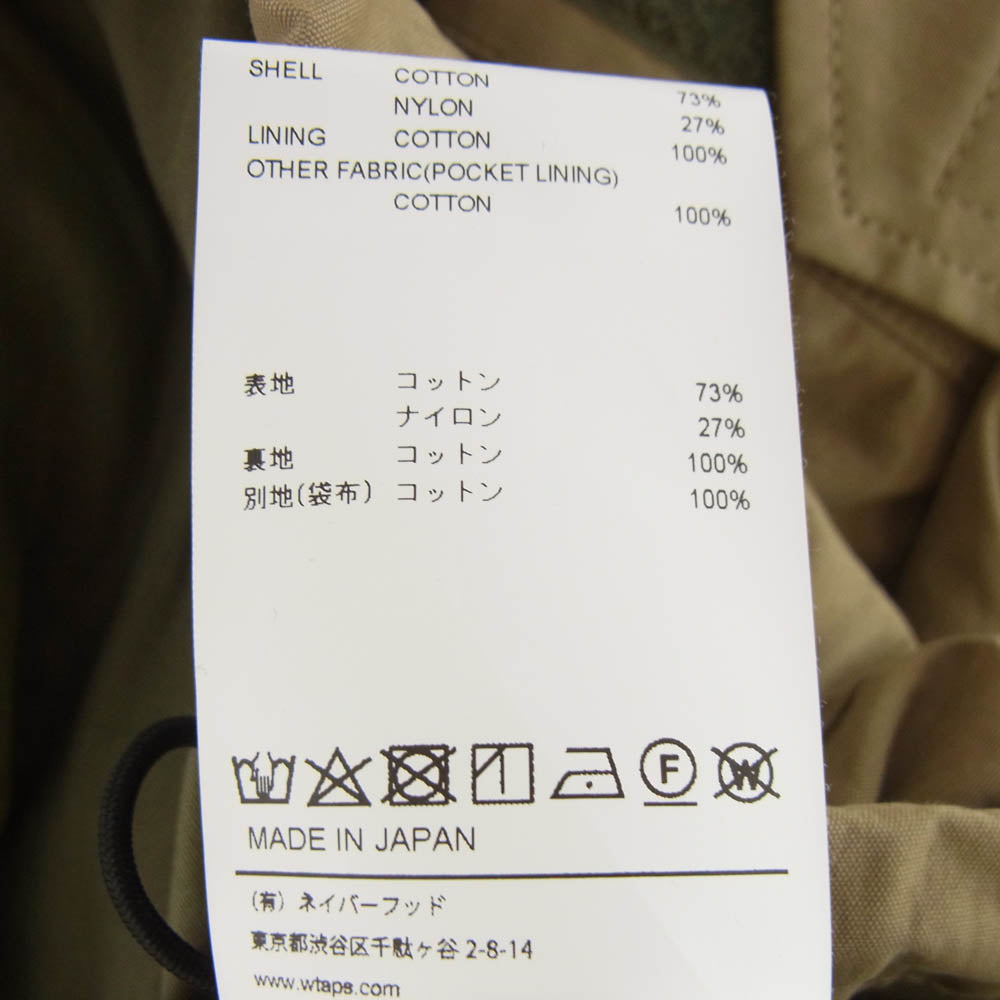 SHELL COTTON 73%
NYLON 27%
LINING COTTON 100%
OTHER FABRIC(POCKET LINING)
COTTON 100%
表地 コットン 73%
ナイロン 27%
裏地 コットン 100%
別地(袋布) コットン 100%
F W
MADE IN JAPAN
(有) ネイバーフッド
東京都渋谷区千駄ヶ谷 2-8-14
www.wtaps.com